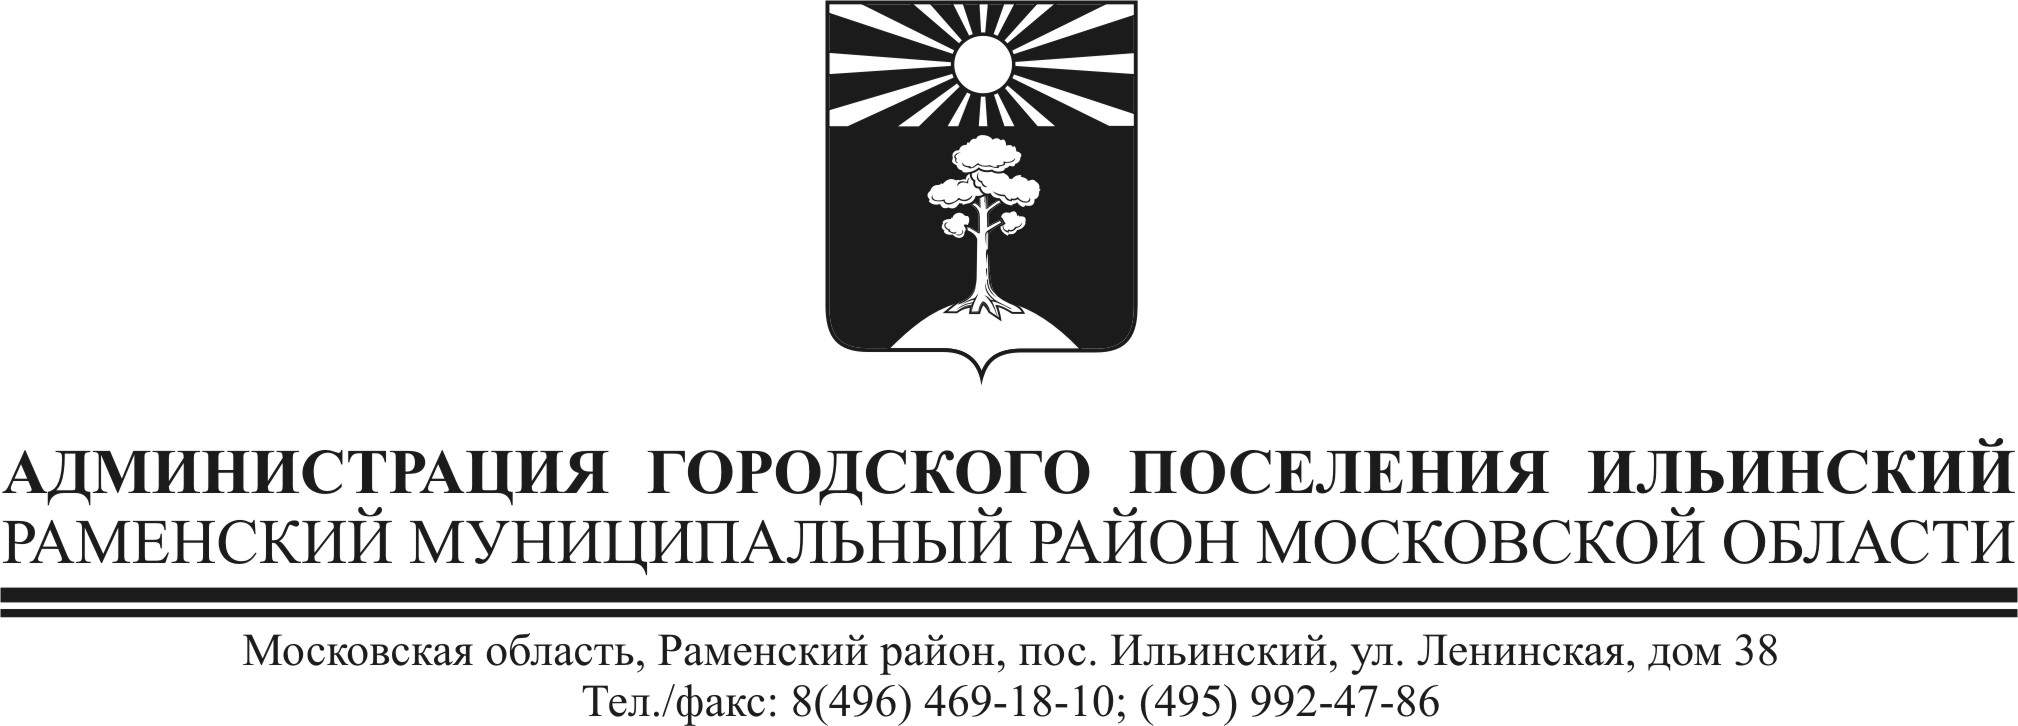 АДМИНИСТРАЦИЯ ГОРОДСКОГО ПОСЕЛЕНИЯ ИЛЬИНСКИЙ
РАМЕНСКИЙ МУНИЦИПАЛЬНЫЙ РАЙОН МОСКОВСКОЙ ОБЛАСТИ
Московская область, Раменский район, пос. Ильинский, ул. Ленинская, дом 38
Тел./факс: 8(496) 469-18-10; (495) 992-47-86